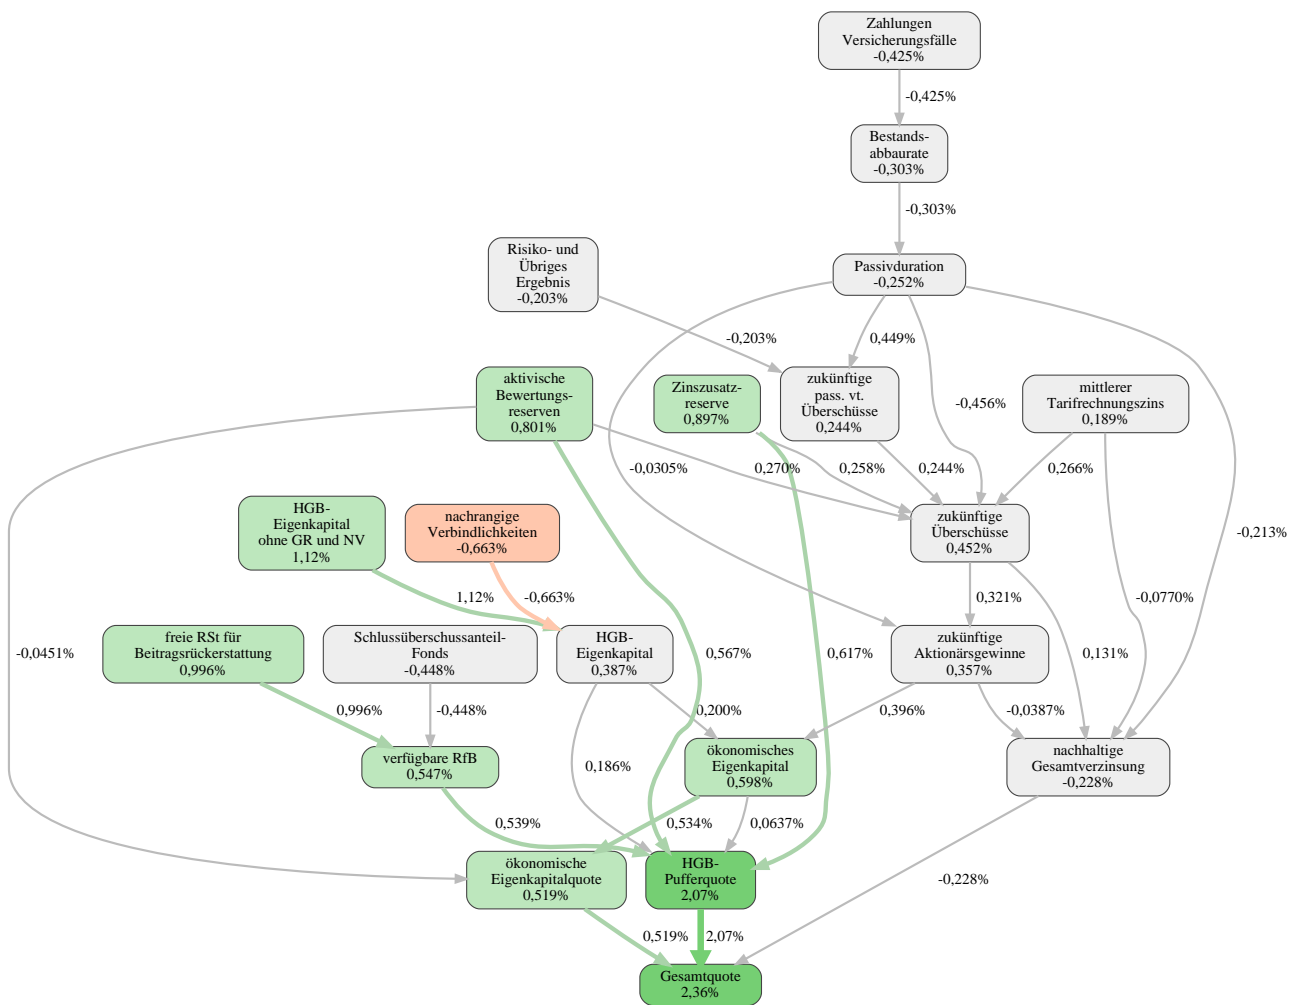 Zahlungen
Versicherungsfälle
-0,425%
-0,425%
Bestands-
abbaurate
-0,303%
-0,303%
Risiko- und
Übriges
Ergebnis
-0,203%
Passivduration
-0,252%
-0,203%
0,449%
aktivische
Bewertungs-
reserven
0,801%
Zinszusatz-
reserve
0,897%
zukünftige
pass. vt.
Überschüsse
0,244%
-0,456%
mittlerer
Tarifrechnungszins
0,189%
-0,0305%
0,270%
0,258%
0,244%
0,266%
HGB-
Eigenkapital
ohne GR und NV
1,12%
nachrangige
Verbindlichkeiten
-0,663%
zukünftige
Überschüsse
0,452%
-0,213%
1,12%
-0,663%
0,321%
-0,0770%
freie RSt für
Beitragsrückerstattung
0,996%
Schlussüberschussanteil-
Fonds
-0,448%
HGB-
Eigenkapital
0,387%
zukünftige
Aktionärsgewinne
0,357%
-0,0451%
0,567%
0,617%
0,131%
0,996%
-0,448%
0,200%
0,396%
-0,0387%
verfügbare RfB
0,547%
0,186%
ökonomisches
Eigenkapital
0,598%
nachhaltige
Gesamtverzinsung
-0,228%
0,539%
0,534%
0,0637%
ökonomische
Eigenkapitalquote
0,519%
HGB-
Pufferquote
2,07%
-0,228%
0,519%
2,07%
Gesamtquote
2,36%